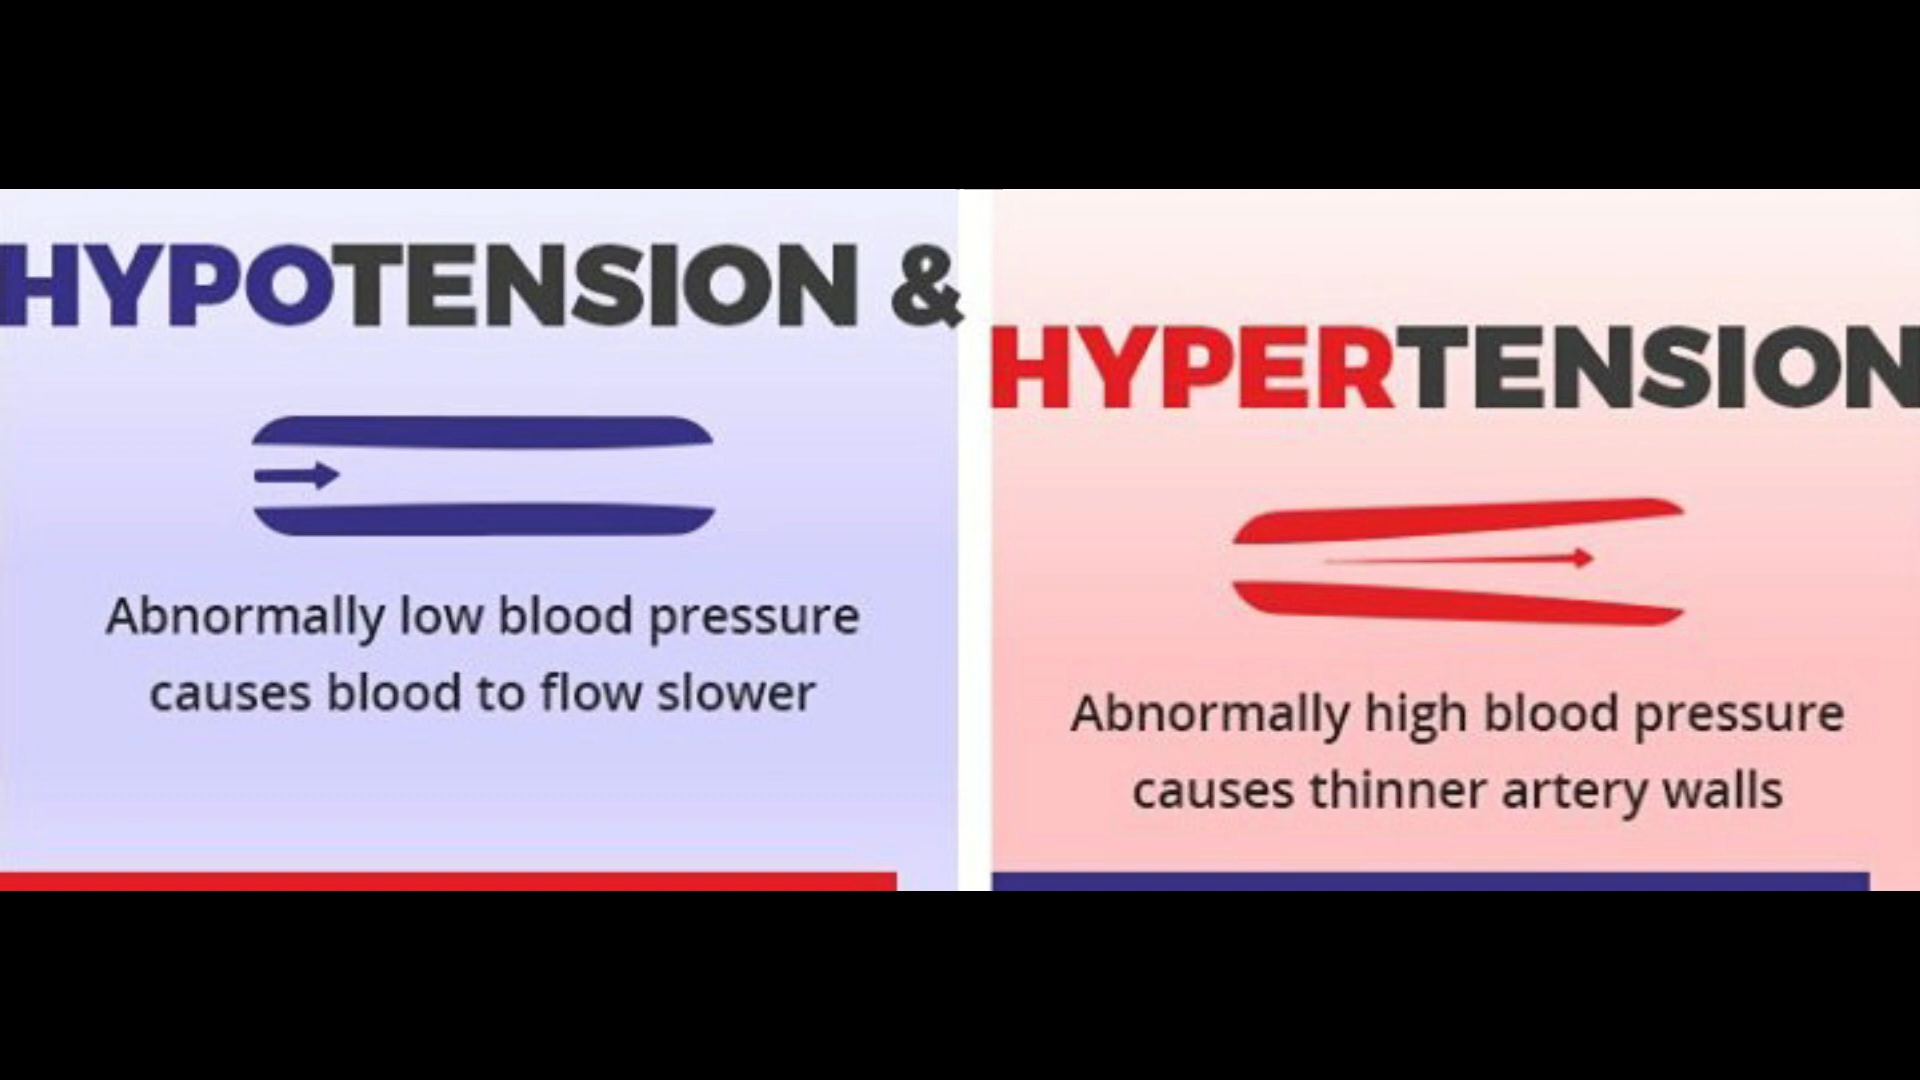 HYPOTENSION &
Abnormally low blood pressure
causes blood to flow slower
HYPERTENSION
Abnormally high blood pressure
causes thinner artery walls